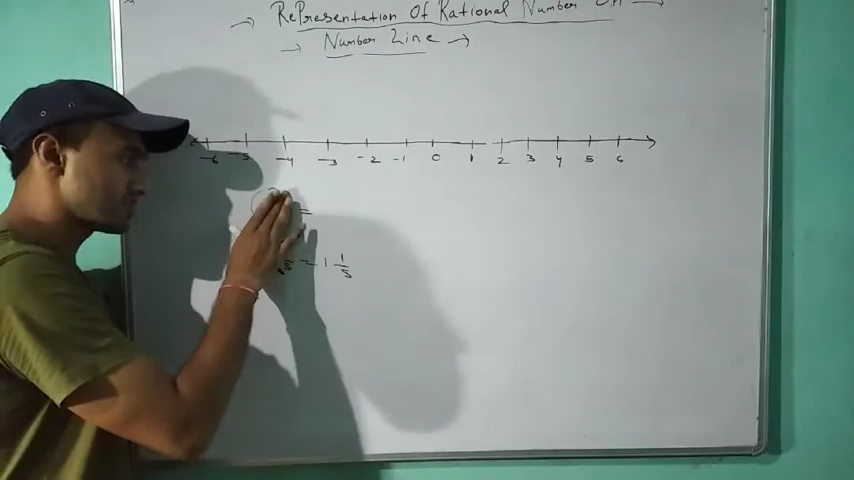 → Representation Of Rational Number On →
→ Number Line →
-6 -5 -4 -3 -2 -1 0 1 2 3 4 5 6
=
5 = 1 1/5